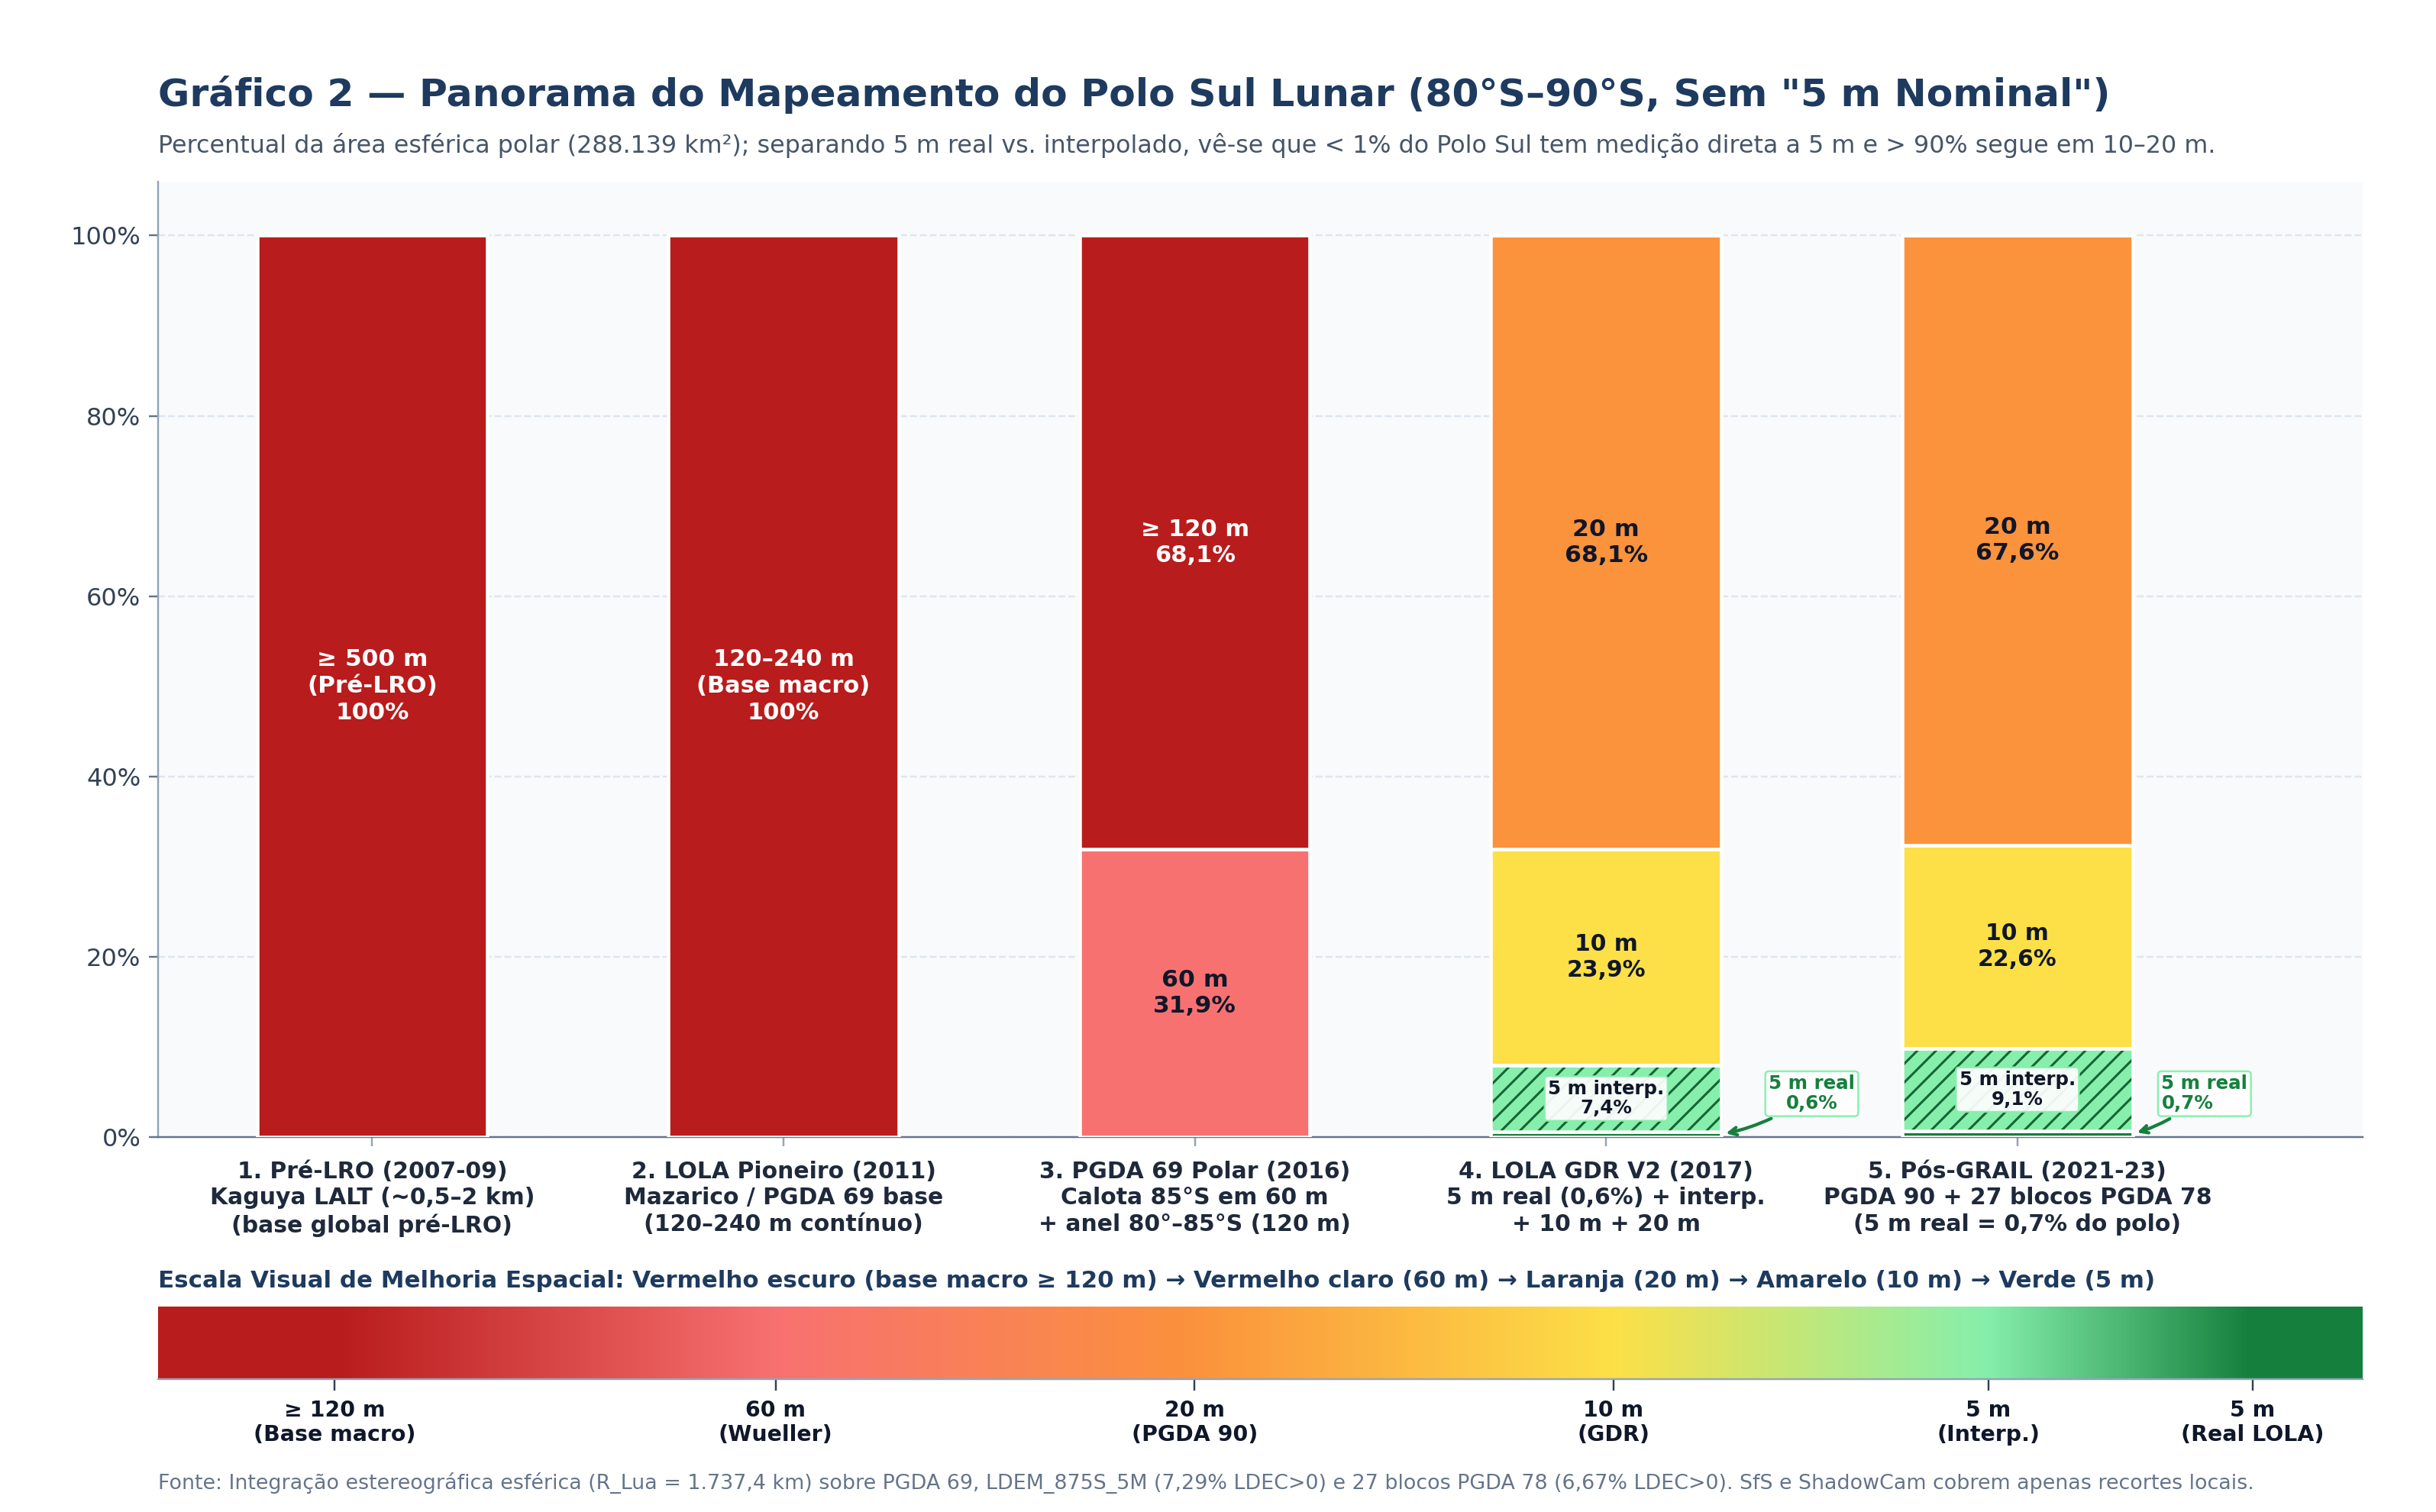 Gráfico 2 — Panorama do Mapeamento do Polo Sul Lunar (80°S–90°S, Sem "5 m Nominal")
Percentual da área esférica polar (288.139 km²); separando 5 m real vs. interpolado, vê-se que < 1% do Polo Sul tem medição direta a 5 m e > 90% segue em 10–20 m.
100%
80%
60%
40%
20%
0%
≥ 500 m
(Pré-LRO)
100%
120–240 m
(Base macro)
100%
≥ 120 m
68,1%
60 m
31,9%
20 m
68,1%
10 m
23,9%
5 m interp.
7,4%
5 m real
0,6%
20 m
67,6%
10 m
22,6%
5 m interp.
9,1%
5 m real
0,7%
1. Pré-LRO (2007-09)
Kaguya LALT (~0,5–2 km)
(base global pré-LRO)
2. LOLA Pioneiro (2011)
Mazarico / PGDA 69 base
(120–240 m contínuo)
3. PGDA 69 Polar (2016)
Calota 85°S em 60 m
+ anel 80°–85°S (120 m)
4. LOLA GDR V2 (2017)
5 m real (0,6%) + interp.
+ 10 m + 20 m
5. Pós-GRAIL (2021-23)
PGDA 90 + 27 blocos PGDA 78
(5 m real = 0,7% do polo)
Escala Visual de Melhoria Espacial: Vermelho escuro (base macro ≥ 120 m) → Vermelho claro (60 m) → Laranja (20 m) → Amarelo (10 m) → Verde (5 m)
≥ 120 m
(Base macro)
60 m
(Wueller)
20 m
(PGDA 90)
10 m
(GDR)
5 m
(Interp.)
5 m
(Real LOLA)
Fonte: Integração estereográfica esférica (R_Lua = 1.737,4 km) sobre PGDA 69, LDEM_875S_5M (7,29% LDEC>0) e 27 blocos PGDA 78 (6,67% LDEC>0). SfS e ShadowCam cobrem apenas recortes locais.